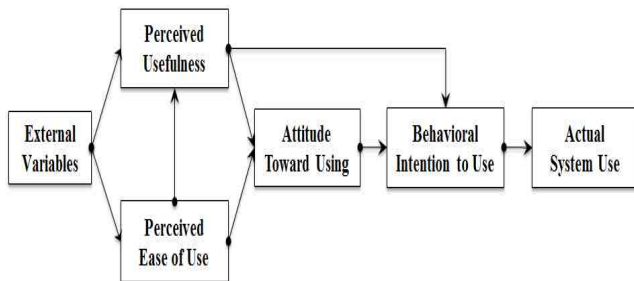 Perceived
Usefulness
External
Variables
Attitude
Toward Using
Behavioral
Intention to Use
Actual
System Use
Perceived
Ease of Use